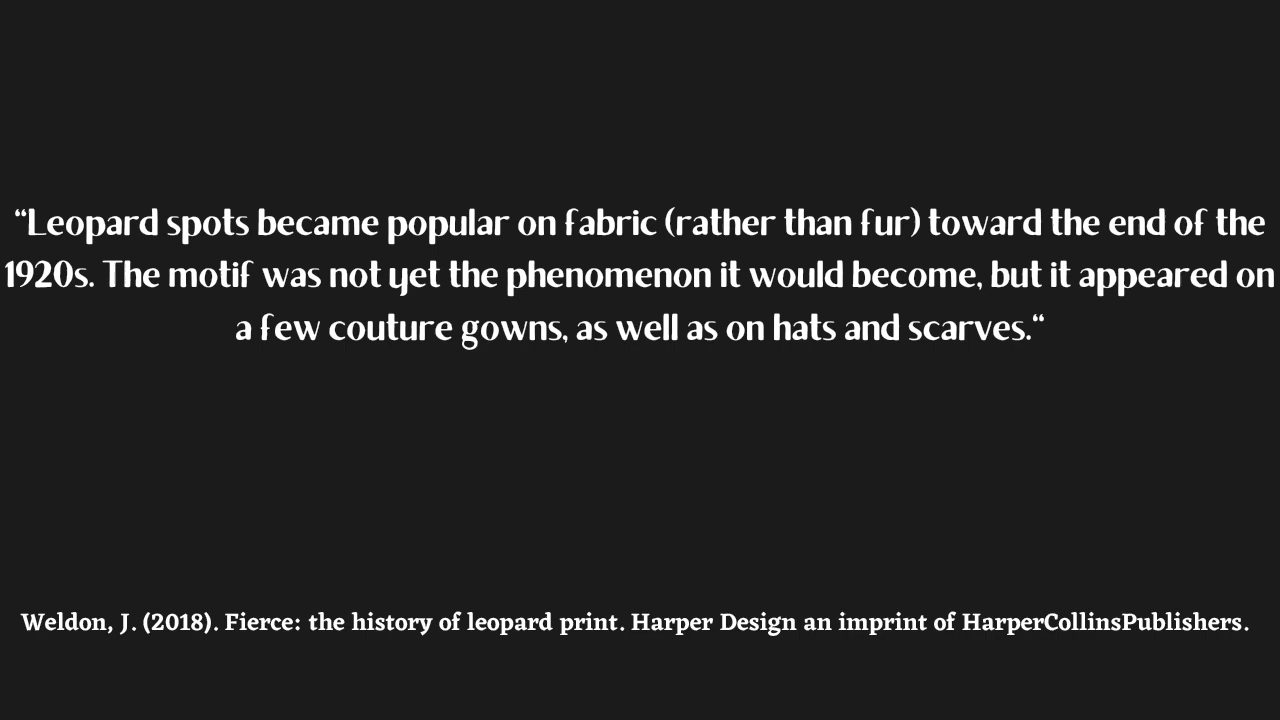 “Leopard spots became popular on fabric (rather than fur) toward the end of the
1920s. The motif was not yet the phenomenon it would become, but it appeared on
a few couture gowns, as well as on hats and scarves.“
Weldon, J. (2018). Fierce: the history of leopard print. Harper Design an imprint of HarperCollinsPublishers.